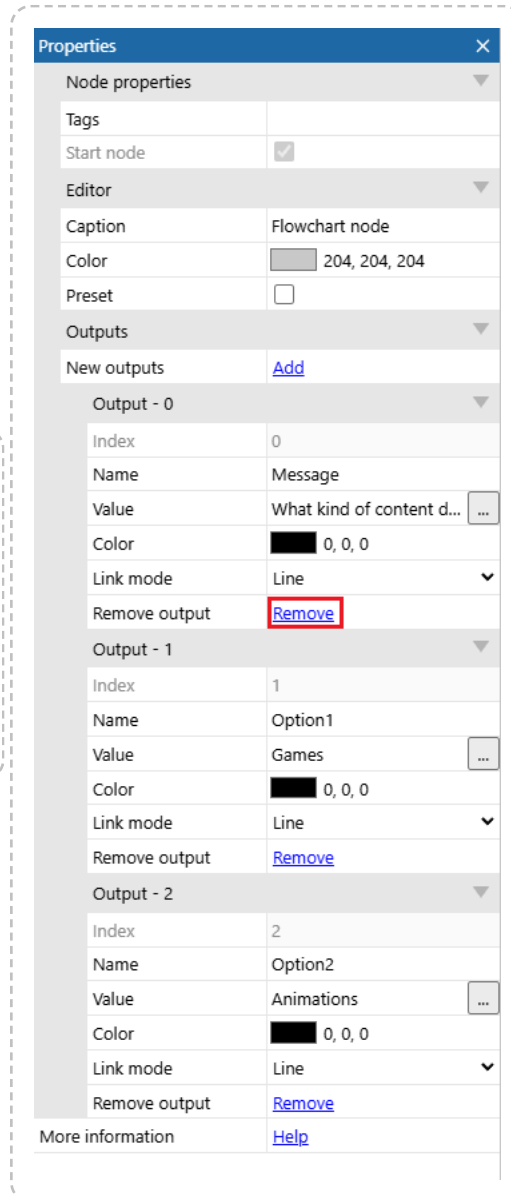 Properties
Node properties
Tags
Start node
Editor
Caption Flowchart node
Color 204, 204, 204
Preset
Outputs
New outputs Add
Output - 0
Index 0
Name Message
Value What kind of content d... ...
Color 0, 0, 0
Link mode Line
Remove output Remove
Output - 1
Index 1
Name Option1
Value Games ...
Color 0, 0, 0
Link mode Line
Remove output Remove
Output - 2
Index 2
Name Option2
Value Animations ...
Color 0, 0, 0
Link mode Line
Remove output Remove
More information Help